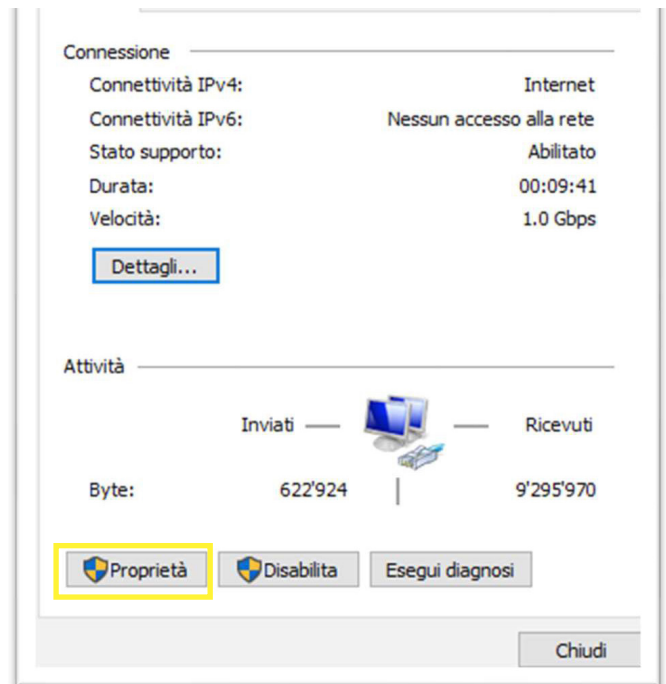 Connessione
Connettività IPv4: Internet
Connettività IPv6: Nessun accesso alla rete
Stato supporto: Abilitato
Durata: 00:09:41
Velocità: 1.0 Gbps
Dettagli...
Attività
Inviati Ricevuti
Byte: 622'924 9'295'970
Proprietà Disabilita Esegui diagnosi
Chiudi